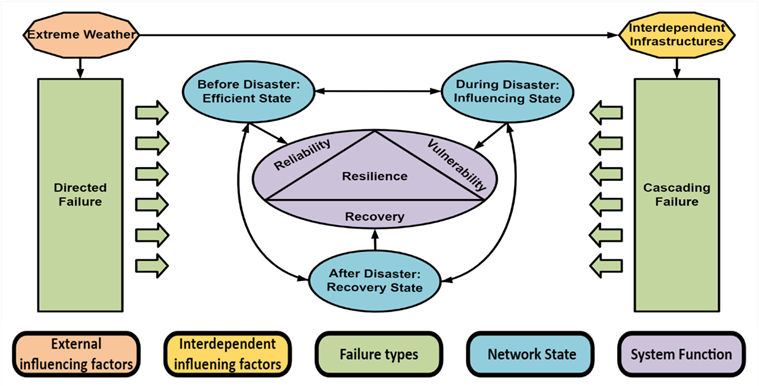 Extreme Weather
Interdependent
Infrastructures
Before Disaster:
Efficient State
During Disaster:
Influencing State
Reliability
Vulnerability
Resilience
Directed
Failure
Cascading
Failure
Recovery
After Disaster:
Recovery State
External
influencing factors
Interdependent
influening factors
Failure types
Network State
System Function